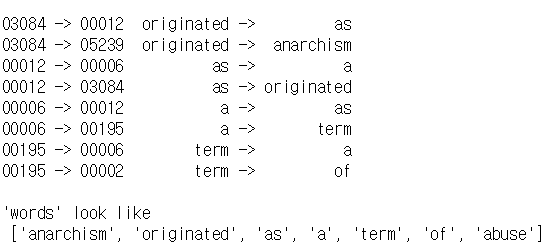 03084 -> 00012 originated -> as
03084 -> 05239 originated -> anarchism
00012 -> 00006 as -> a
00012 -> 03084 as -> originated
00006 -> 00012 a -> as
00006 -> 00195 a -> term
00195 -> 00006 term -> a
00195 -> 00002 term -> of
'words' look like
['anarchism', 'originated', 'as', 'a', 'term', 'of', 'abuse']